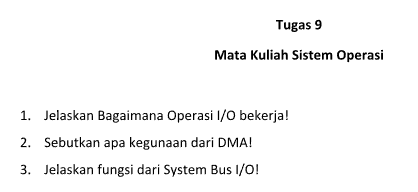 Tugas 9
Mata Kuliah Sistem Operasi
1. Jelaskan Bagaimana Operasi I/O bekerja!
2. Sebutkan apa kegunaan dari DMA!
3. Jelaskan fungsi dari System Bus I/O!